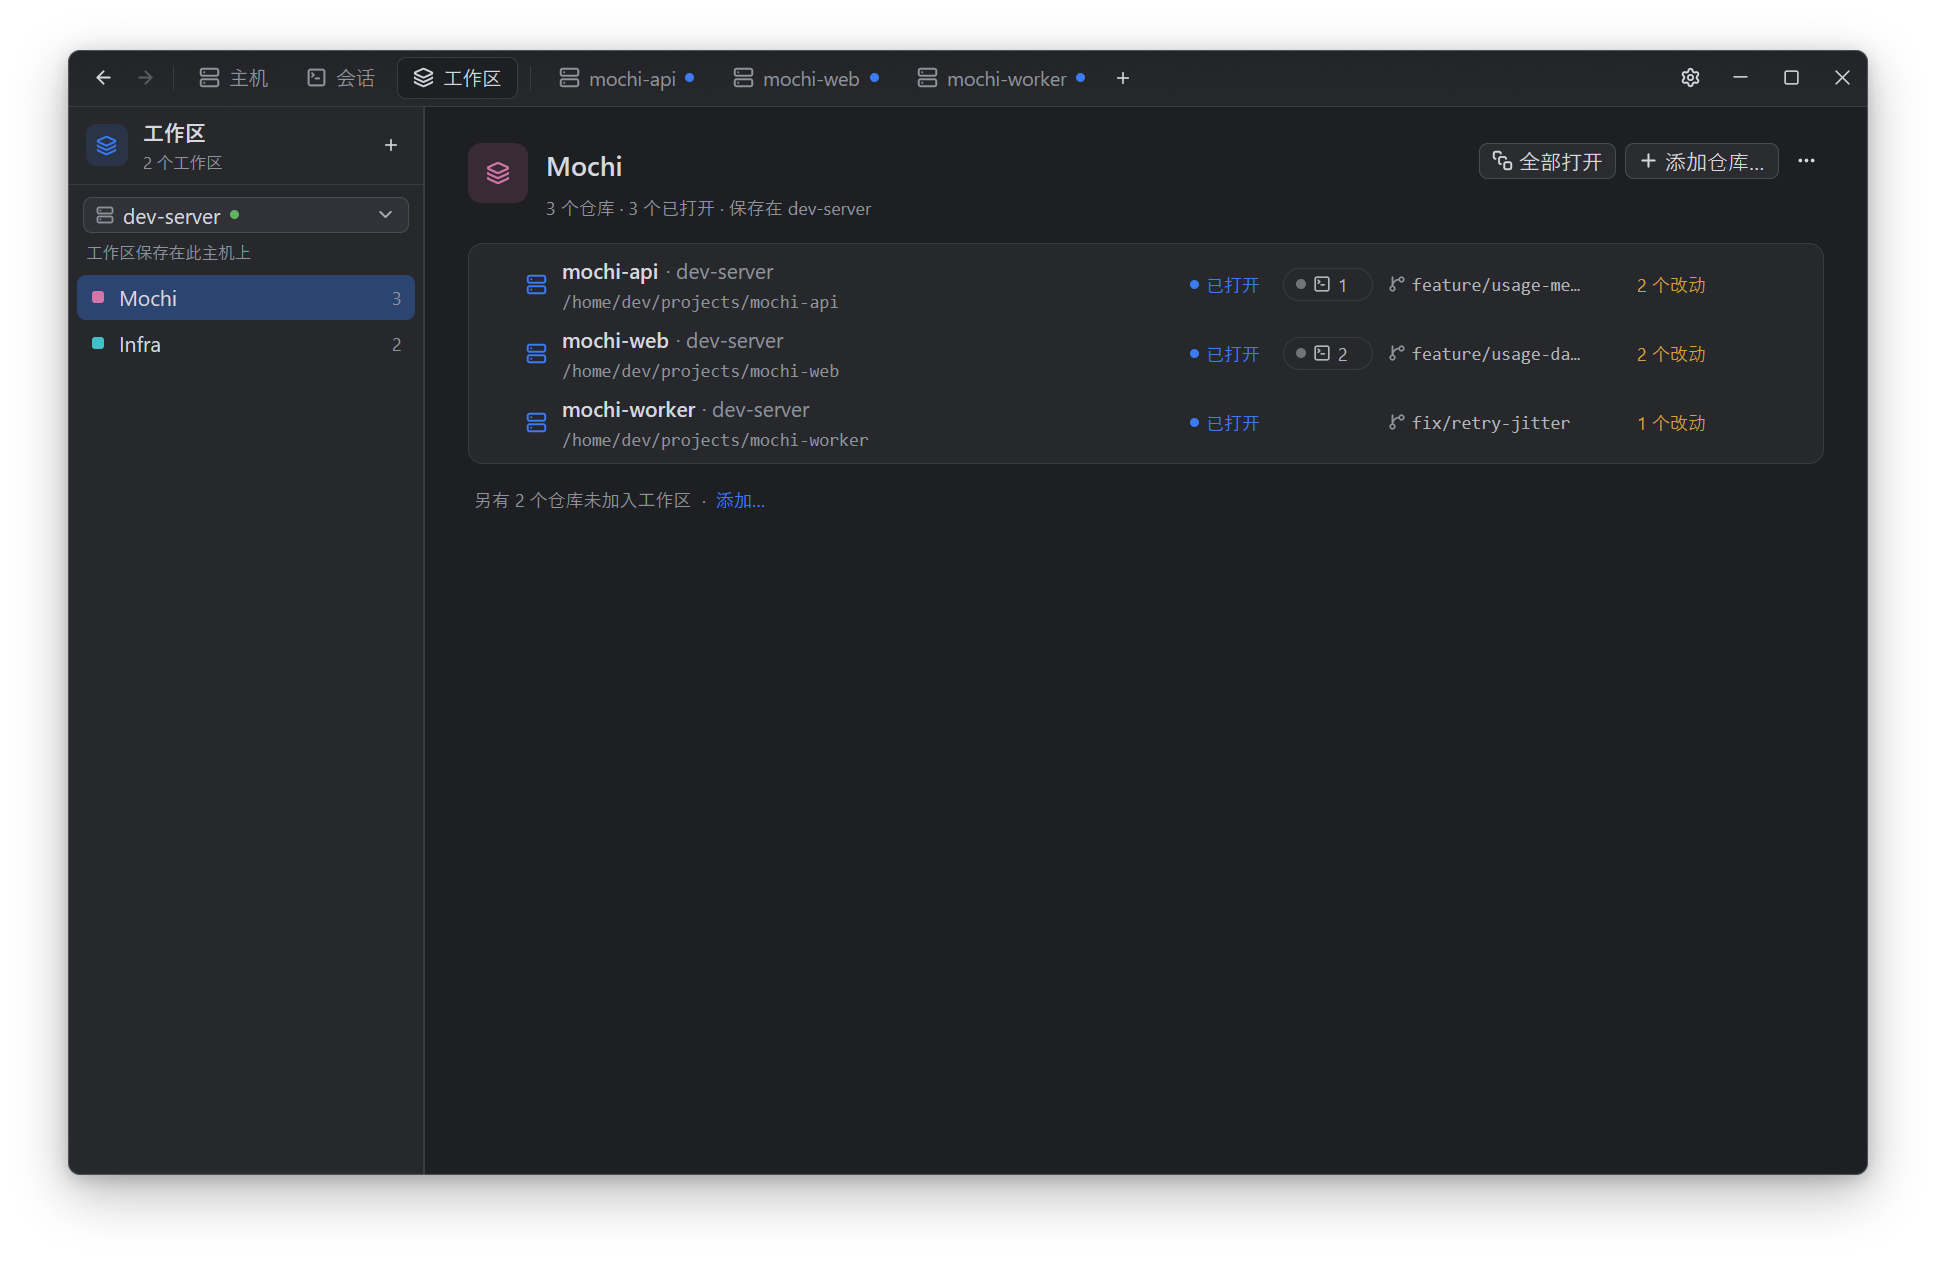 主机 会话 工作区 mochi-api mochi-web mochi-worker
工作区
2 个工作区
dev-server
工作区保存在此主机上
Mochi 3
Infra 2
Mochi
3 个仓库 · 3 个已打开 · 保存在 dev-server
全部打开 添加仓库...
mochi-api · dev-server
/home/dev/projects/mochi-api
已打开 1 feature/usage-me… 2 个改动
mochi-web · dev-server
/home/dev/projects/mochi-web
已打开 2 feature/usage-da… 2 个改动
mochi-worker · dev-server
/home/dev/projects/mochi-worker
已打开 fix/retry-jitter 1 个改动
另有 2 个仓库未加入工作区 · 添加...